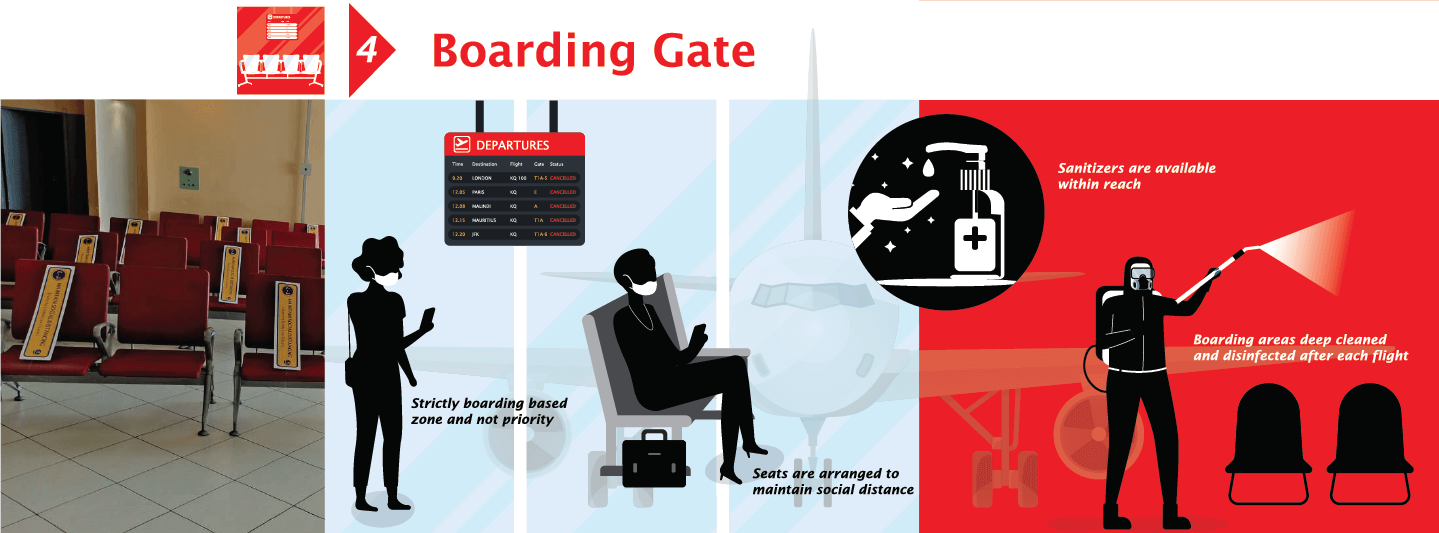 4
Boarding Gate
DEPARTURES
Time Destination Flight Gate Status
9.20 LONDON KQ 100 T1A-5 CANCELLED
12.05 PARIS KQ E CANCELLED
12.08 MALINDI KQ A CANCELLED
12.15 MAURITIUS KQ T1A CANCELLED
12.20 JFK KQ T1A-6 CANCELLED
Strictly boarding based
zone and not priority
Seats are arranged to
maintain social distance
Sanitizers are available
within reach
Boarding areas deep cleaned
and disinfected after each flight